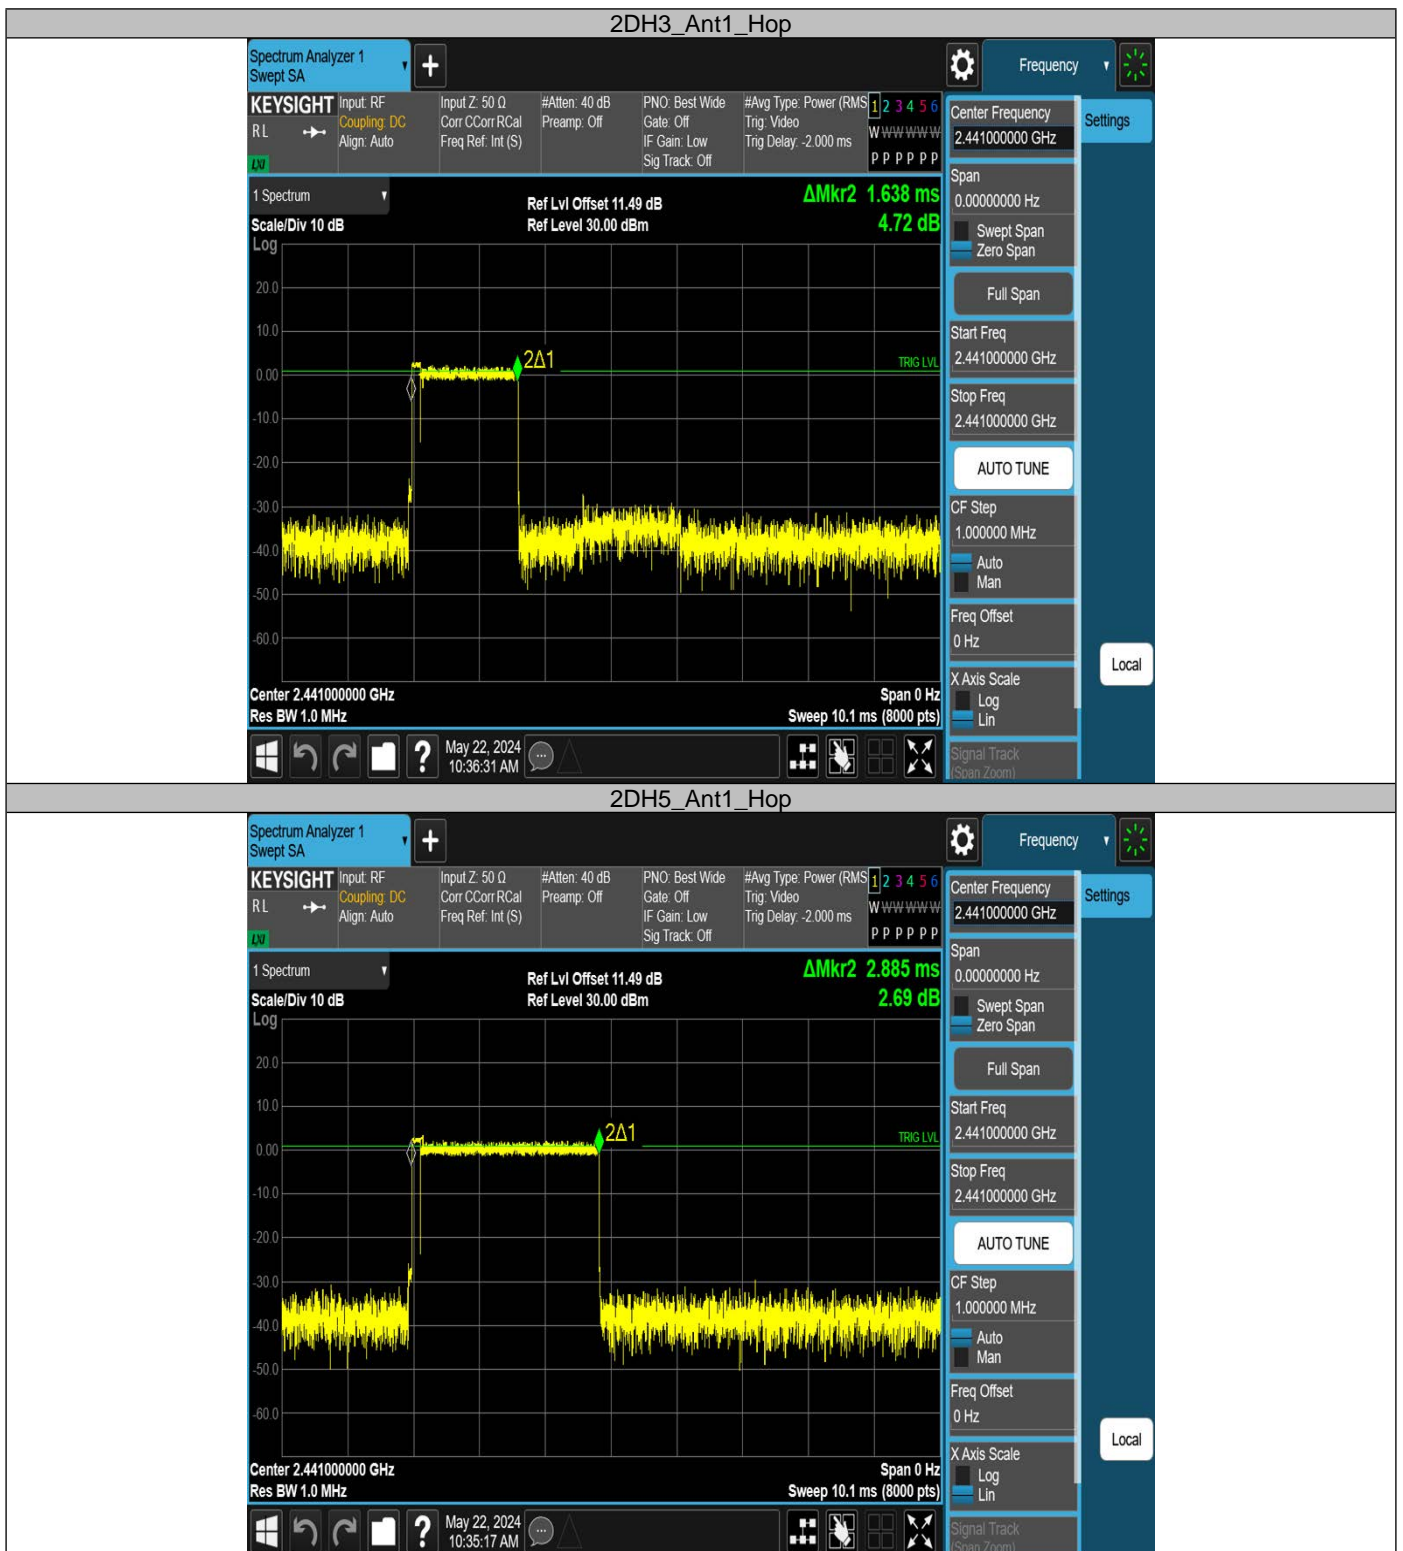 2DH3_Ant1_Hop
Spectrum Analyzer 1
Swept SA
+
Frequency
KEYSIGHT
RL
LXI
Input: RF
Coupling: DC
Align: Auto
Input Z: 50 Ω
Corr CCorr RCal
Freq Ref: Int (S)
#Atten: 40 dB
Preamp: Off
PNO: Best Wide
Gate: Off
IF Gain: Low
Sig Track: Off
#Avg Type: Power (RMS
Trig: Video
Trig Delay: -2.000 ms
1 2 3 4 5 6
W W W W W W
P P P P P P
1 Spectrum
Scale/Div 10 dB
Log
Ref Lvl Offset 11.49 dB
Ref Level 30.00 dBm
ΔMkr2 1.638 ms
4.72 dB
20.0
10.0
0.00
-10.0
-20.0
-30.0
-40.0
-50.0
-60.0
2Δ1
TRIG LVL
Center 2.441000000 GHz
Res BW 1.0 MHz
Span 0 Hz
Sweep 10.1 ms (8000 pts)
?
May 22, 2024
10:36:31 AM
Center Frequency
2.441000000 GHz
Span
0.00000000 Hz
Swept Span
Zero Span
Full Span
Start Freq
2.441000000 GHz
Stop Freq
2.441000000 GHz
AUTO TUNE
CF Step
1.000000 MHz
Auto
Man
Freq Offset
0 Hz
X Axis Scale
Log
Lin
Signal Track
(Span Zoom)
Settings
Local
2DH5_Ant1_Hop
Spectrum Analyzer 1
Swept SA
+
Frequency
KEYSIGHT
RL
LXI
Input: RF
Coupling: DC
Align: Auto
Input Z: 50 Ω
Corr CCorr RCal
Freq Ref: Int (S)
#Atten: 40 dB
Preamp: Off
PNO: Best Wide
Gate: Off
IF Gain: Low
Sig Track: Off
#Avg Type: Power (RMS
Trig: Video
Trig Delay: -2.000 ms
1 2 3 4 5 6
W W W W W W
P P P P P P
1 Spectrum
Scale/Div 10 dB
Log
Ref Lvl Offset 11.49 dB
Ref Level 30.00 dBm
ΔMkr2 2.885 ms
2.69 dB
20.0
10.0
0.00
-10.0
-20.0
-30.0
-40.0
-50.0
-60.0
2Δ1
TRIG LVL
Center 2.441000000 GHz
Res BW 1.0 MHz
Span 0 Hz
Sweep 10.1 ms (8000 pts)
?
May 22, 2024
10:35:17 AM
Center Frequency
2.441000000 GHz
Span
0.00000000 Hz
Swept Span
Zero Span
Full Span
Start Freq
2.441000000 GHz
Stop Freq
2.441000000 GHz
AUTO TUNE
CF Step
1.000000 MHz
Auto
Man
Freq Offset
0 Hz
X Axis Scale
Log
Lin
Signal Track
(Span Zoom)
Settings
Local